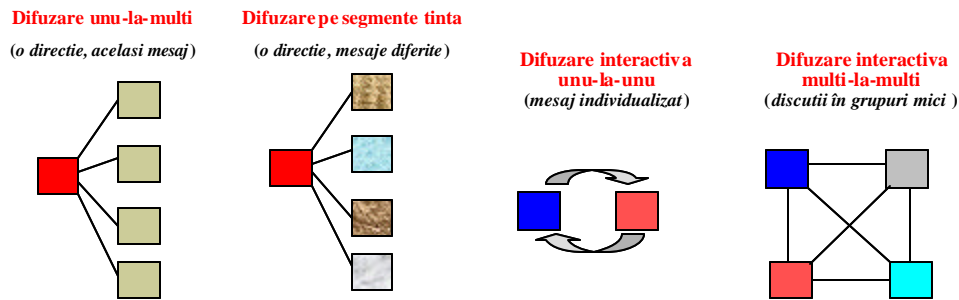 Difuzare unu-la-multi
(o directie, acelasi mesaj)
Difuzare pe segmente tinta
(o directie, mesaje diferite)
Difuzare interactiva
unu-la-unu
(mesaj individualizat)
Difuzare interactiva
multi-la-multi
(discutii în grupuri mici )